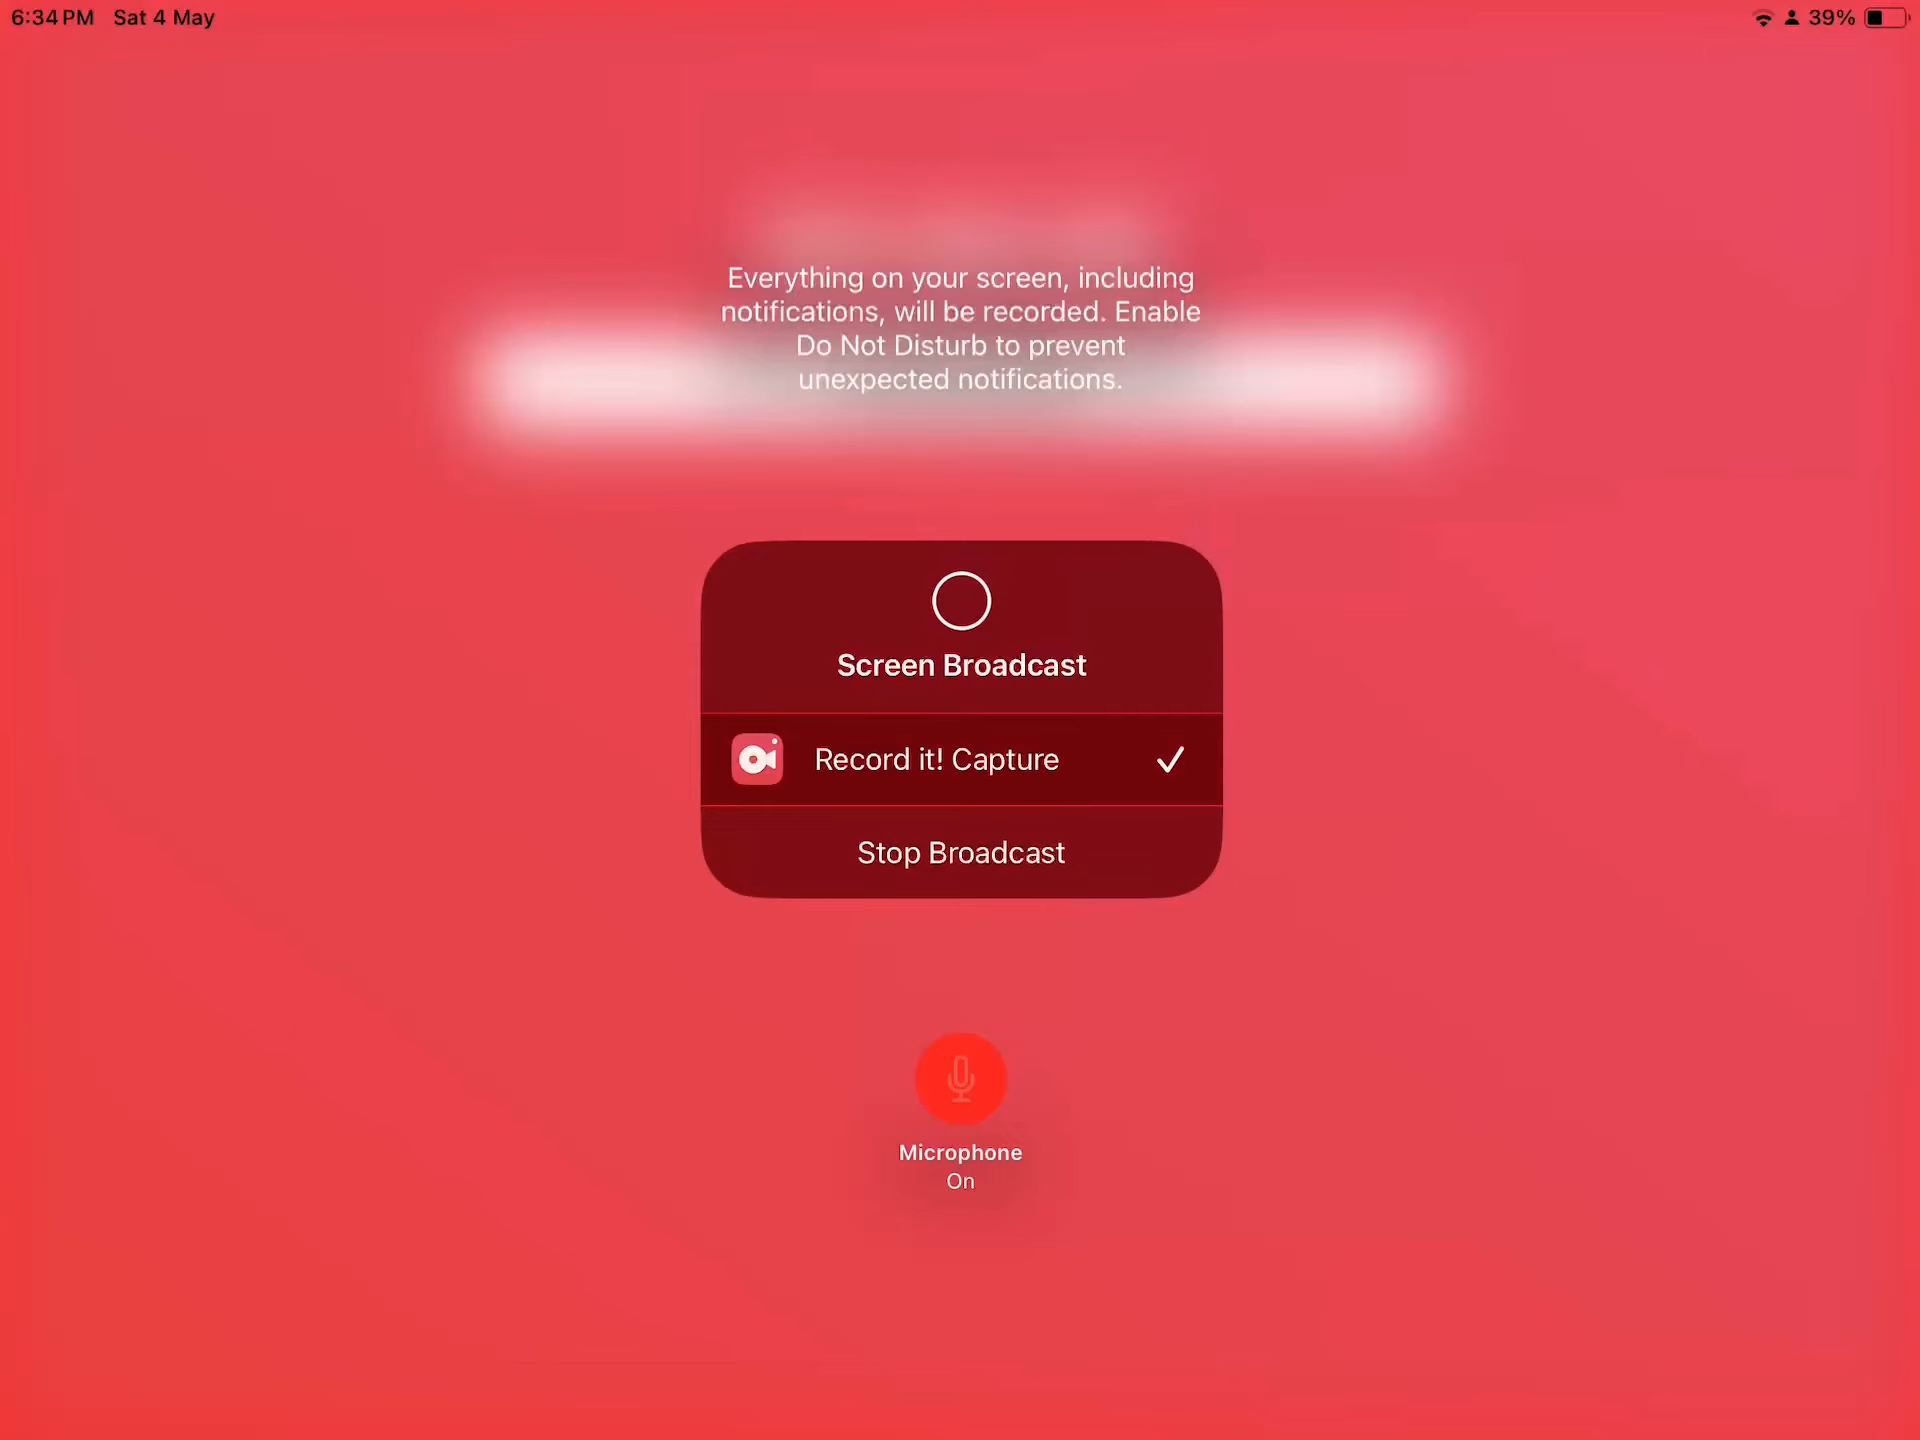 6:34 PM Sat 4 May
39%
Everything on your screen, including
notifications, will be recorded. Enable
Do Not Disturb to prevent
unexpected notifications.
Screen Broadcast
Record it! Capture
Stop Broadcast
Microphone
On